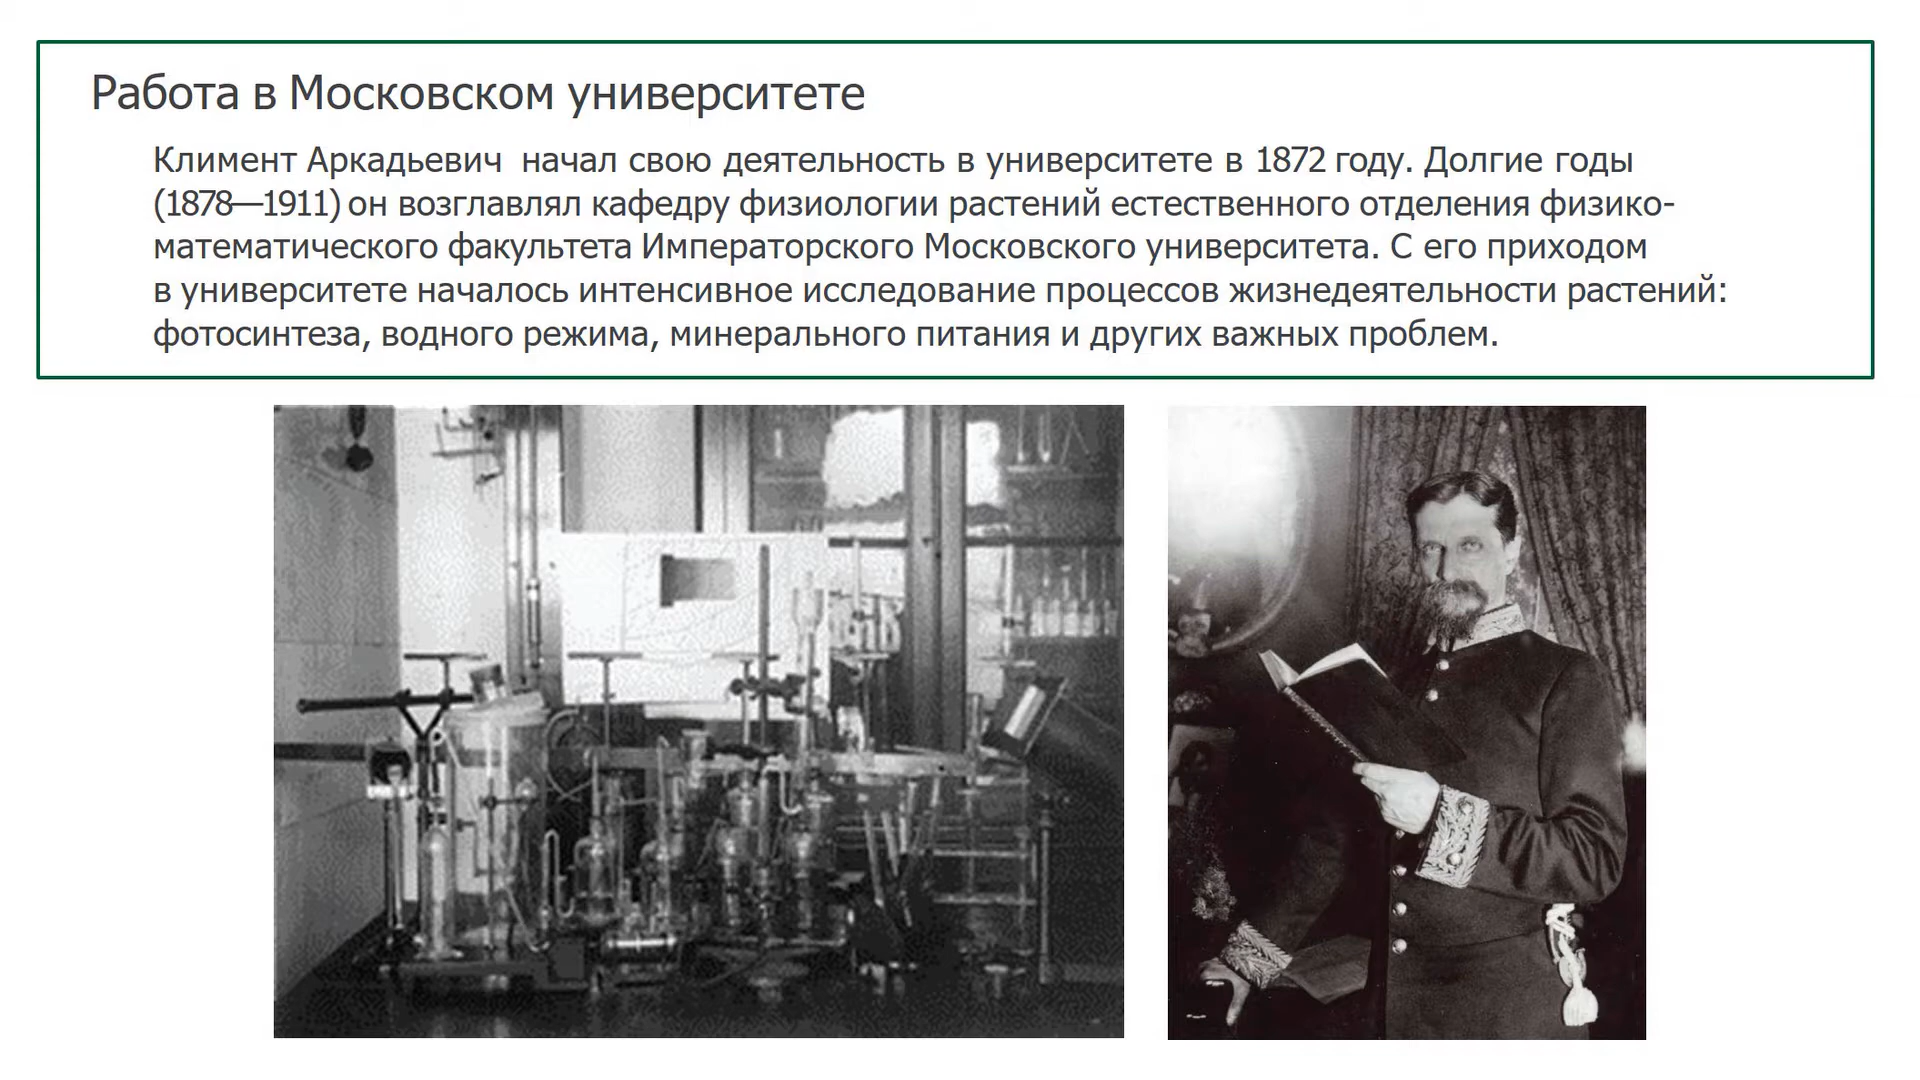 Работа в Московском университете
Климент Аркадьевич начал свою деятельность в университете в 1872 году. Долгие годы
(1878—1911) он возглавлял кафедру физиологии растений естественного отделения физико-
математического факультета Императорского Московского университета. С его приходом
в университете началось интенсивное исследование процессов жизнедеятельности растений:
фотосинтеза, водного режима, минерального питания и других важных проблем.